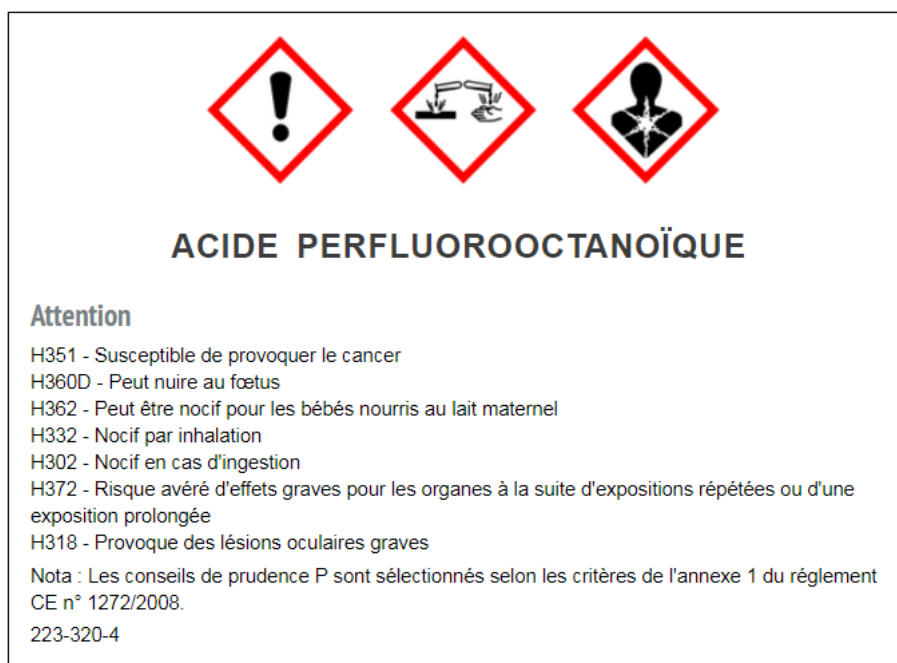 ACIDE PERFLUOROOCTANOÏQUE
Attention
H351 - Susceptible de provoquer le cancer
H360D - Peut nuire au fœtus
H362 - Peut être nocif pour les bébés nourris au lait maternel
H332 - Nocif par inhalation
H302 - Nocif en cas d'ingestion
H372 - Risque avéré d'effets graves pour les organes à la suite d'expositions répétées ou d'une
exposition prolongée
H318 - Provoque des lésions oculaires graves
Nota : Les conseils de prudence P sont sélectionnés selon les critères de l'annexe 1 du réglement
CE n° 1272/2008.
223-320-4